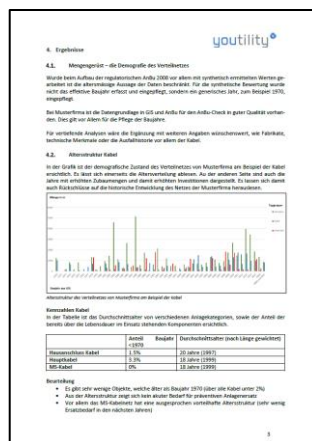 youtility
4. Ergebnisse
4.1. Mengengerüst – die Demografie des Verteilnetzes
Wurde beim Aufbau der regulatorischen AnBu 2008 vor allem mit synthetisch ermittelten Werten ge-
arbeitet ist die altersmässige Aussage der Daten beschränkt. Für die synthetische Bewertung wurde
nicht das effektive Baujahr erfasst und eingepflegt, sondern ein generisches Jahr, zum Beispiel 1970,
eingepflegt.
Bei Musterfirma ist die Datengrundlage in GIS und AnBu für den AnBu-Check in guter Qualität vorhan-
den. Dies gilt vor Allem für die Pflege der Baujahre.
Für vertiefende Analysen wäre die Ergänzung mit weiteren Angaben wünschenswert, wie Fabrikate,
technische Merkmale oder die Ausfallhistorie vor allem der Kabel.
4.2. Altersstruktur Kabel
In der Grafik ist der demografische Zustand des Verteilnetzes von Musterfirma am Beispiel der Kabel
ersichtlich. Es lässt sich einerseits die Altersverteilung ablesen. Au der anderen Seite sind auch die
Jahre mit erhöhten Zubaumengen und damit erhöhten Investitionen dargestellt. Es lassen sich damit
auch Rückschlüsse auf die historische Entwicklung des Netzes der Musterfirma herauslesen.
Altersstruktur des Verteilnetzes von Musterfirma am Beispiel der Kabel
Kennzahlen Kabel
In der Tabelle ist das Durchschnittsalter von verschiedenen Anlagekategorien, sowie der Anteil der
bereits über die Lebensdauer im Einsatz stehenden Komponenten ersichtlich.
Anteil Baujahr <1970 Durchschnittsalter (nach Länge gewichtet)
Hausanschluss Kabel 1.5% 20 Jahre (1997)
Hauptkabel 3.3% 18 Jahre (1999)
MS-Kabel 0% 18 Jahre (1999)
Beurteilung
• Es gibt sehr wenige Objekte, welche älter als Baujahr 1970 (über alle Kabel unter 2%)
• Aus der Altersstruktur zeigt sich kein akuter Bedarf für präventiven Anlagenersatz
• Vor allem das MS-Kabelnetz hat eine ausgesprochen vorteilhafte Altersstruktur (sehr wenig
Ersatzbedarf in den nächsten Jahren)